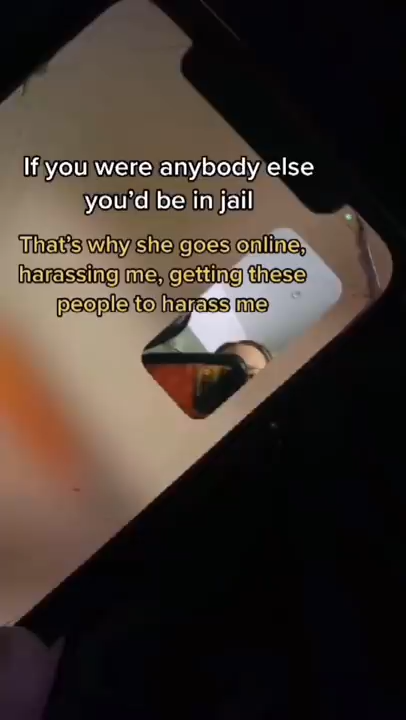 If you were anybody else
you'd be in jail
That's why she goes online,
harassing me, getting these
people to harass me